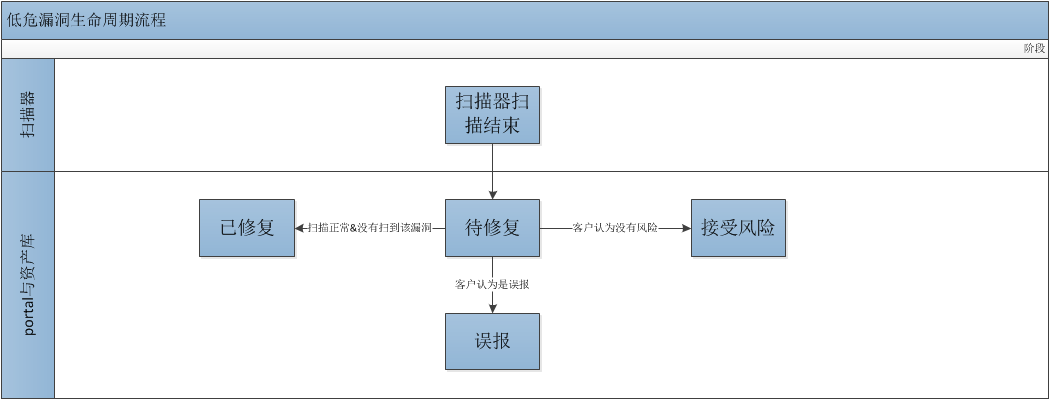 低危漏洞生命周期流程
阶段
扫描器
扫描器扫
描结束
portal与资产库
已修复
扫描正常&没有扫到该漏洞
待修复
客户认为没有风险
接受风险
客户认为是误报
误报